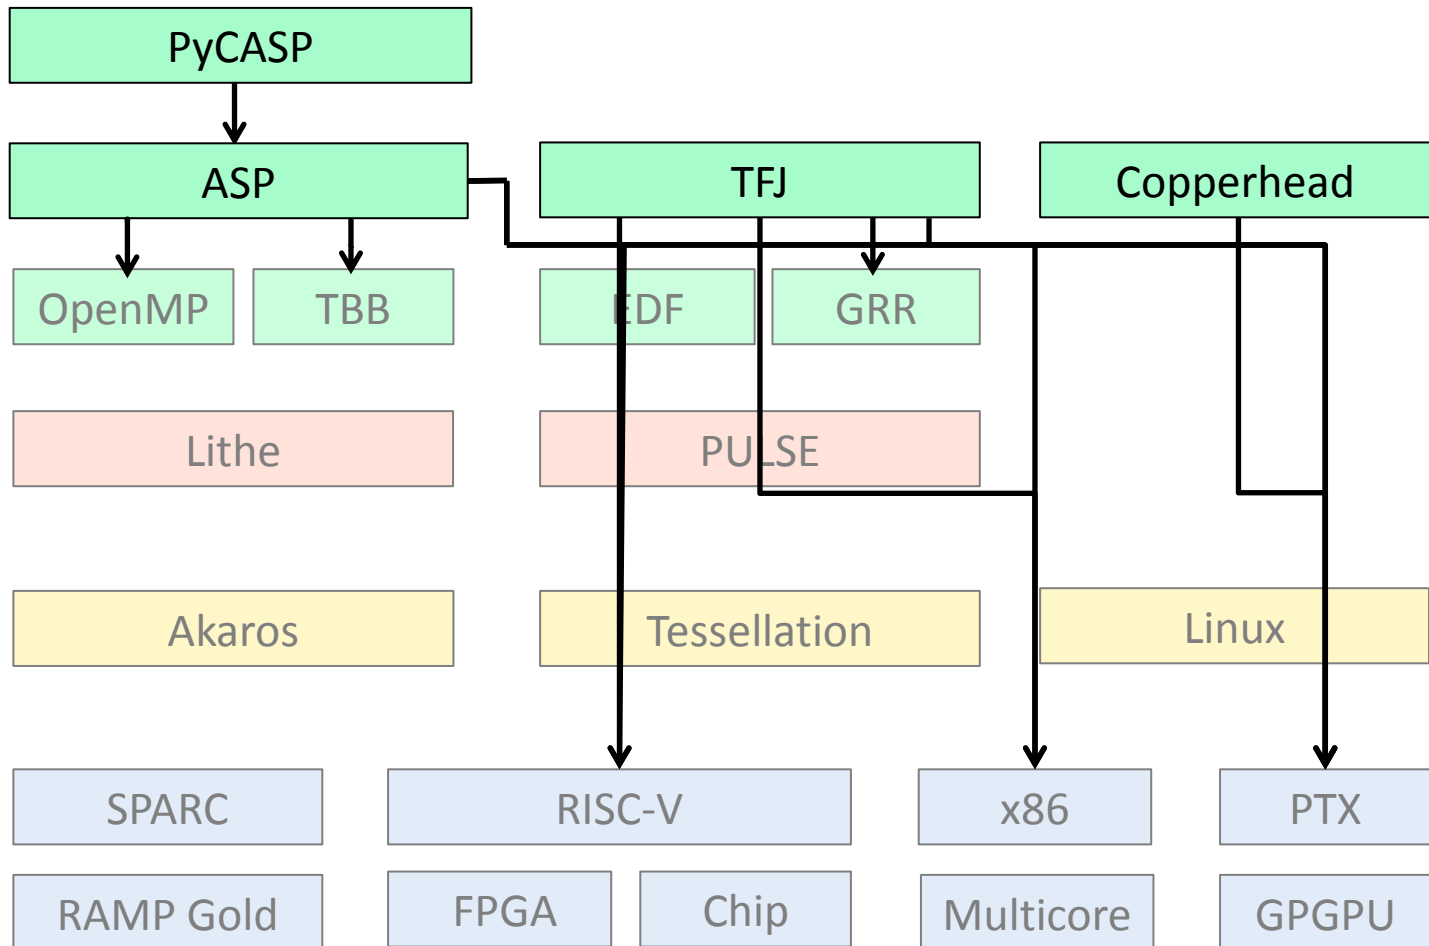 PyCASP
ASP
TFJ
Copperhead
OpenMP
TBB
EDF
GRR
Lithe
PULSE
Akaros
Tessellation
Linux
SPARC
RISC-V
x86
PTX
RAMP Gold
FPGA
Chip
Multicore
GPGPU